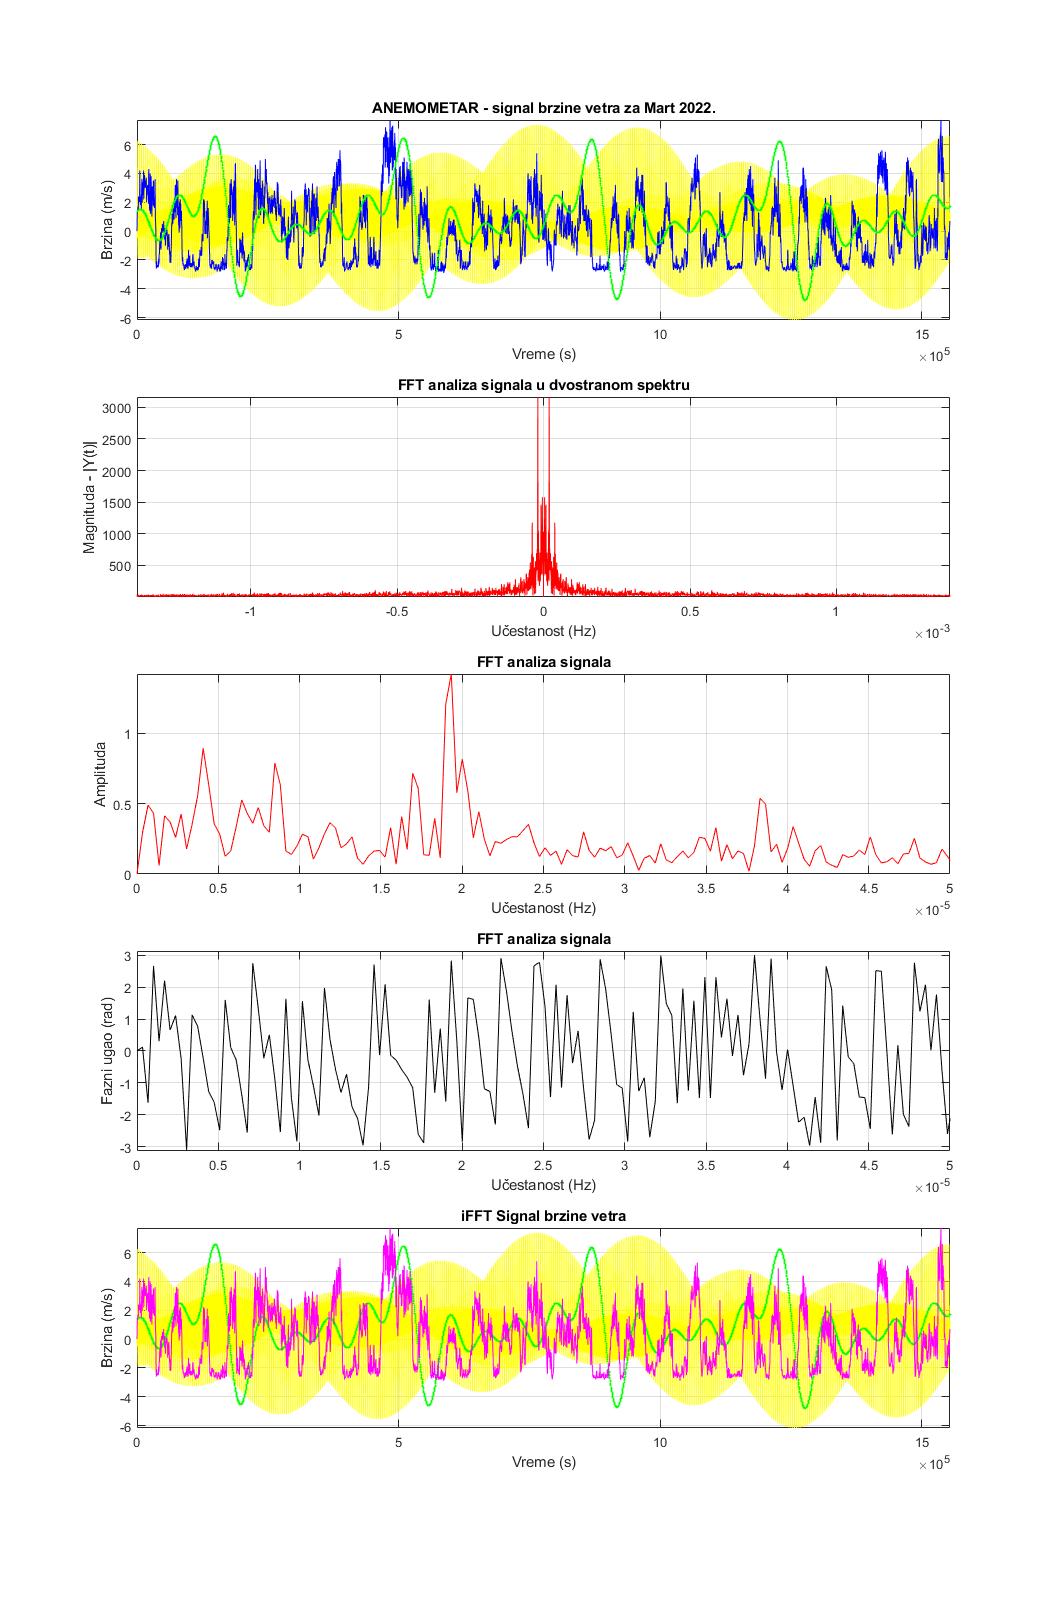 ANEMOMETAR - signal brzine vetra za Mart 2022.
6
4
2
0
-2
-4
-6
Brzina (m/s)
0 5 10 15
Vreme (s)
×10^5
FFT analiza signala u dvostranom spektru
3000
2500
2000
1500
1000
500
Magnituda - |Y(t)|
-1 -0.5 0 0.5 1
Učestanost (Hz)
×10^-3
FFT analiza signala
1
0.5
0
Amplituda
0 0.5 1 1.5 2 2.5 3 3.5 4 4.5 5
Učestanost (Hz)
×10^-5
FFT analiza signala
3
2
1
0
-1
-2
-3
Fazni ugao (rad)
0 0.5 1 1.5 2 2.5 3 3.5 4 4.5 5
Učestanost (Hz)
×10^-5
iFFT Signal brzine vetra
6
4
2
0
-2
-4
-6
Brzina (m/s)
0 5 10 15
Vreme (s)
×10^5